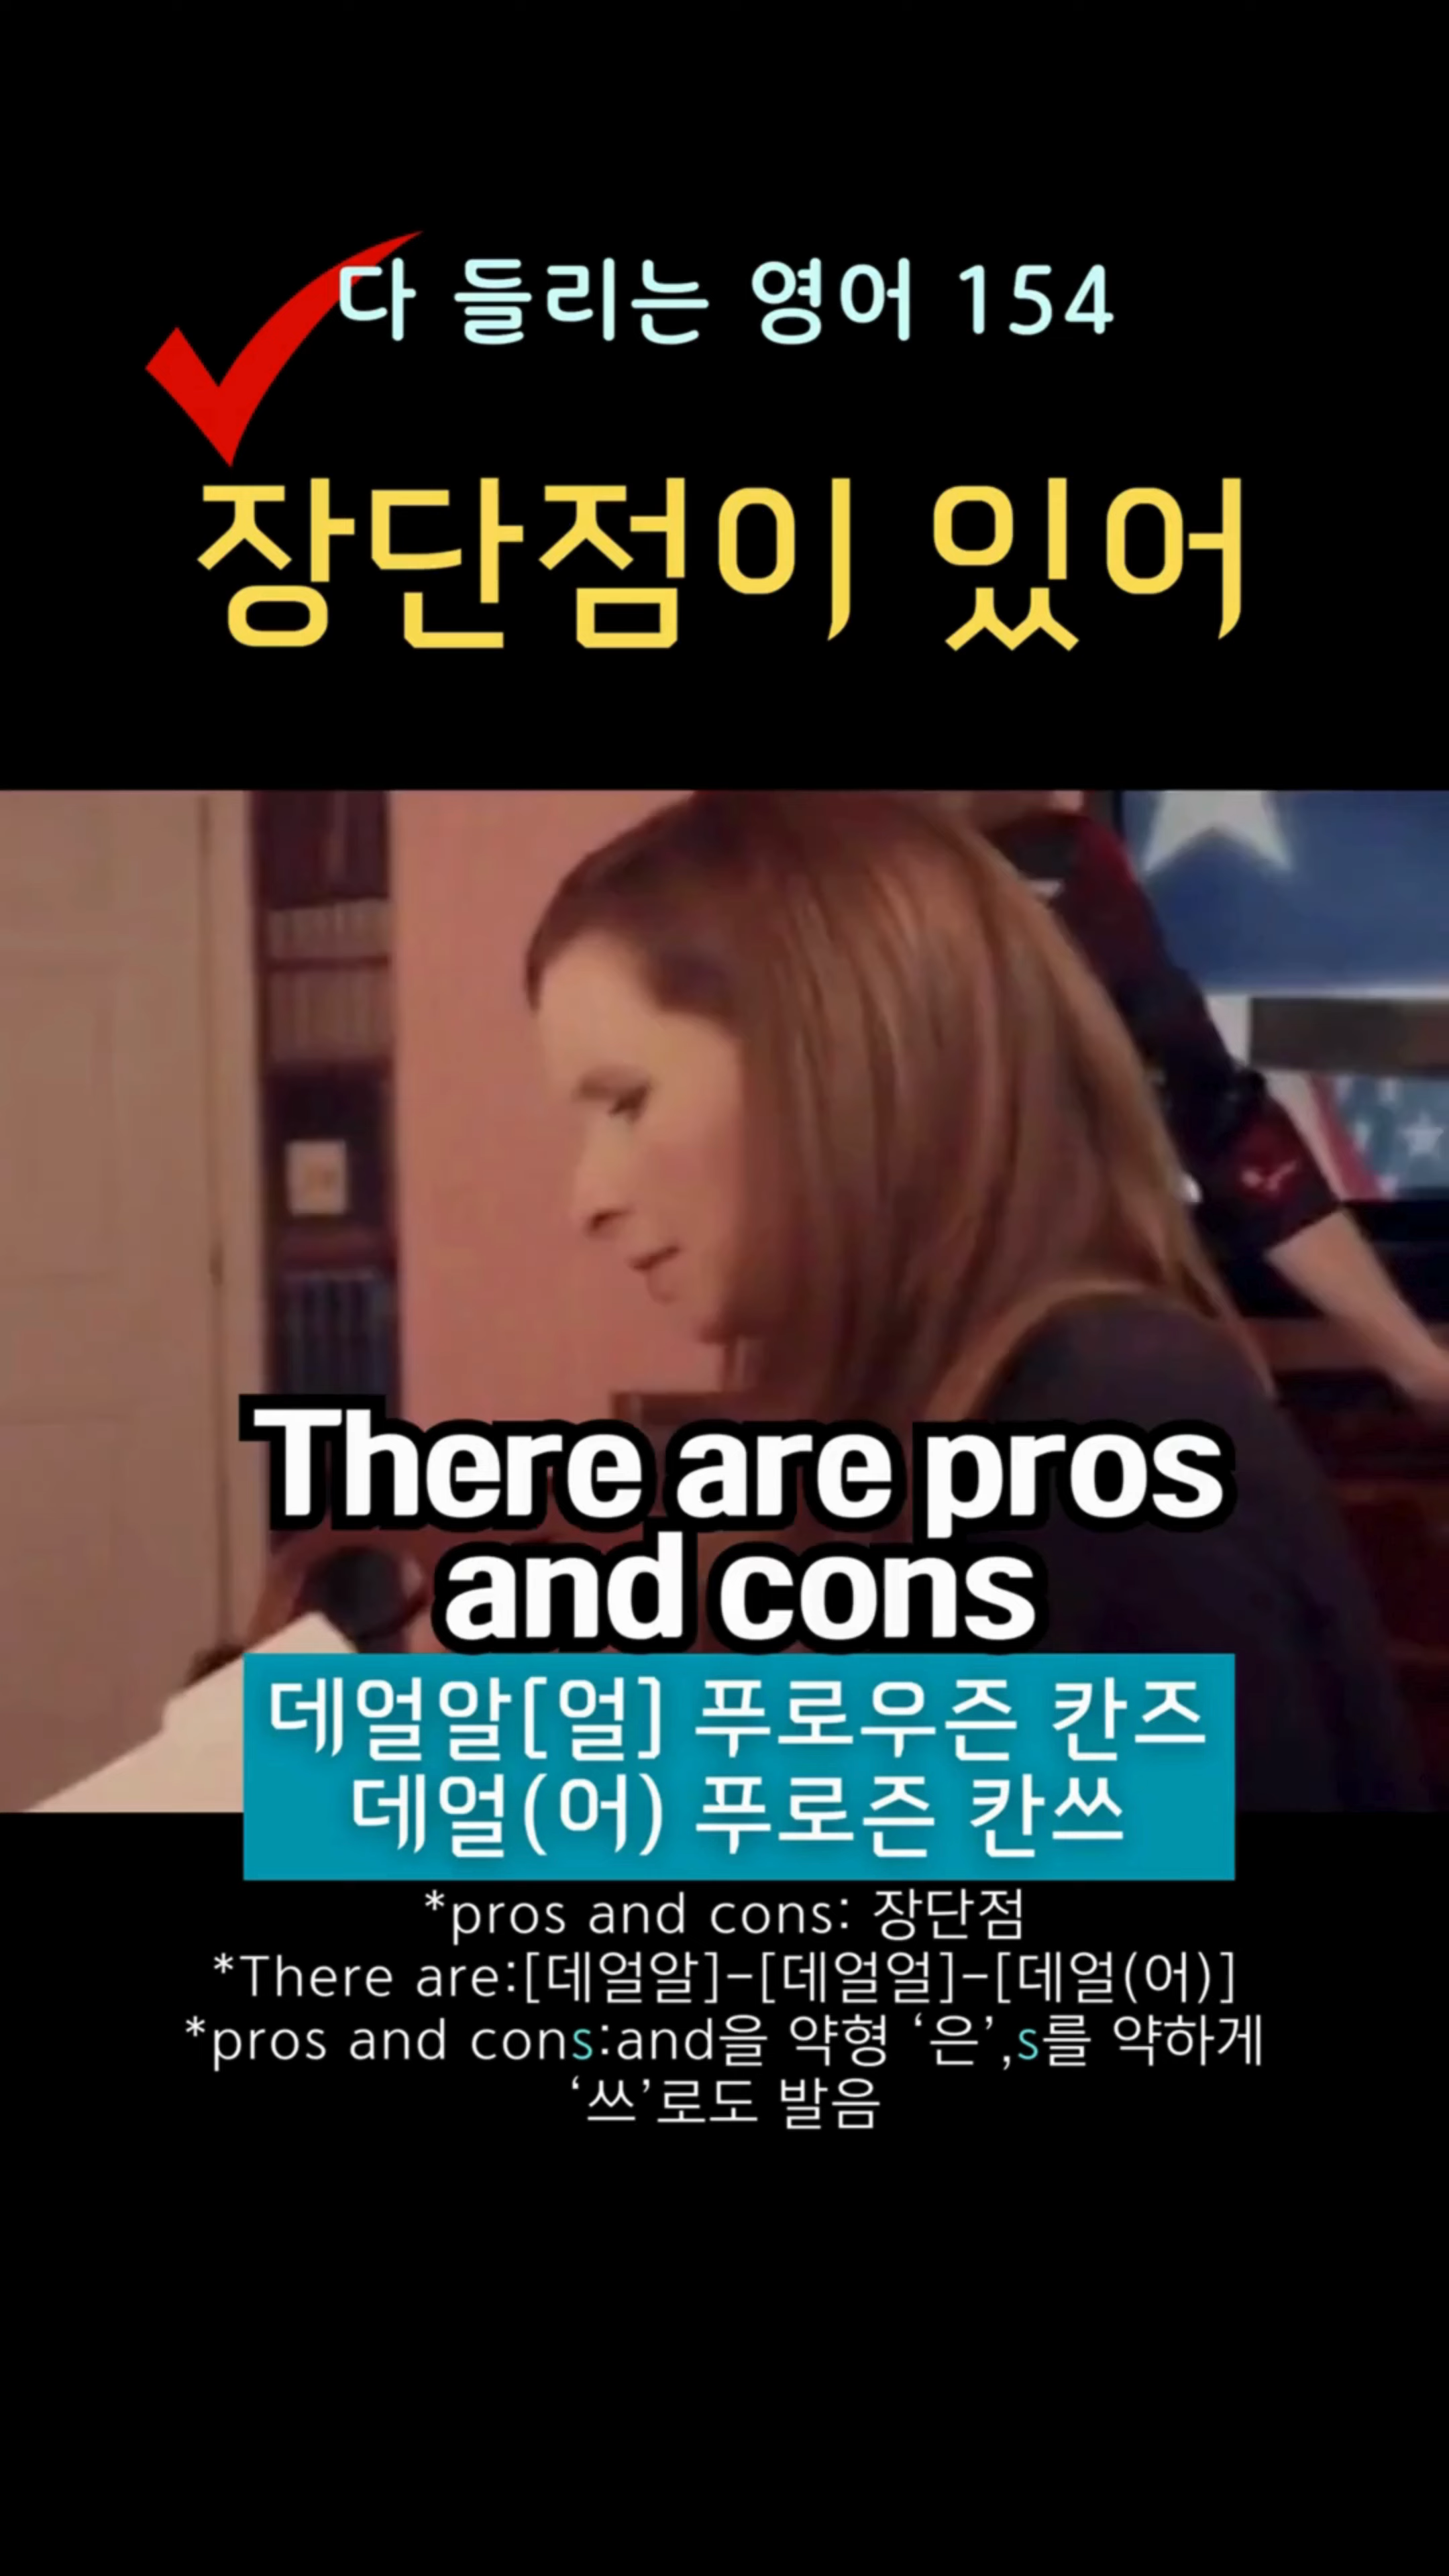 다 들리는 영어 154
장단점이 있어
There are pros
and cons
데얼알[얼] 푸로우즌 칸즈
데얼(어) 푸로즌 칸쓰
*pros and cons: 장단점
*There are:[데얼알]-[데얼얼]-[데얼(어)]
*pros and cons:and을 약형 ‘은’,s를 약하게
‘쓰’로도 발음